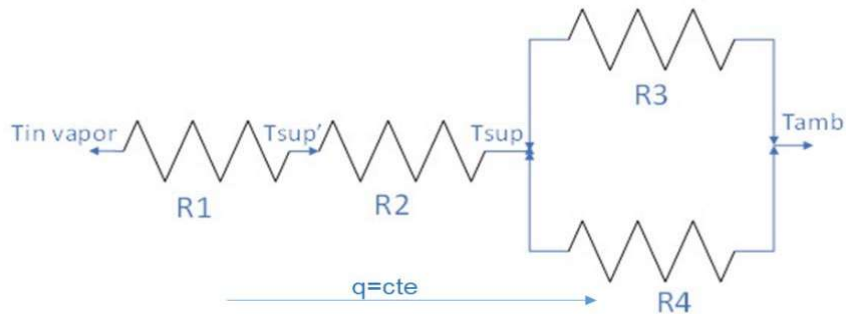 R3
Tin vapor
Tsup'
Tsup
Tamb
R1
R2
q=cte
R4